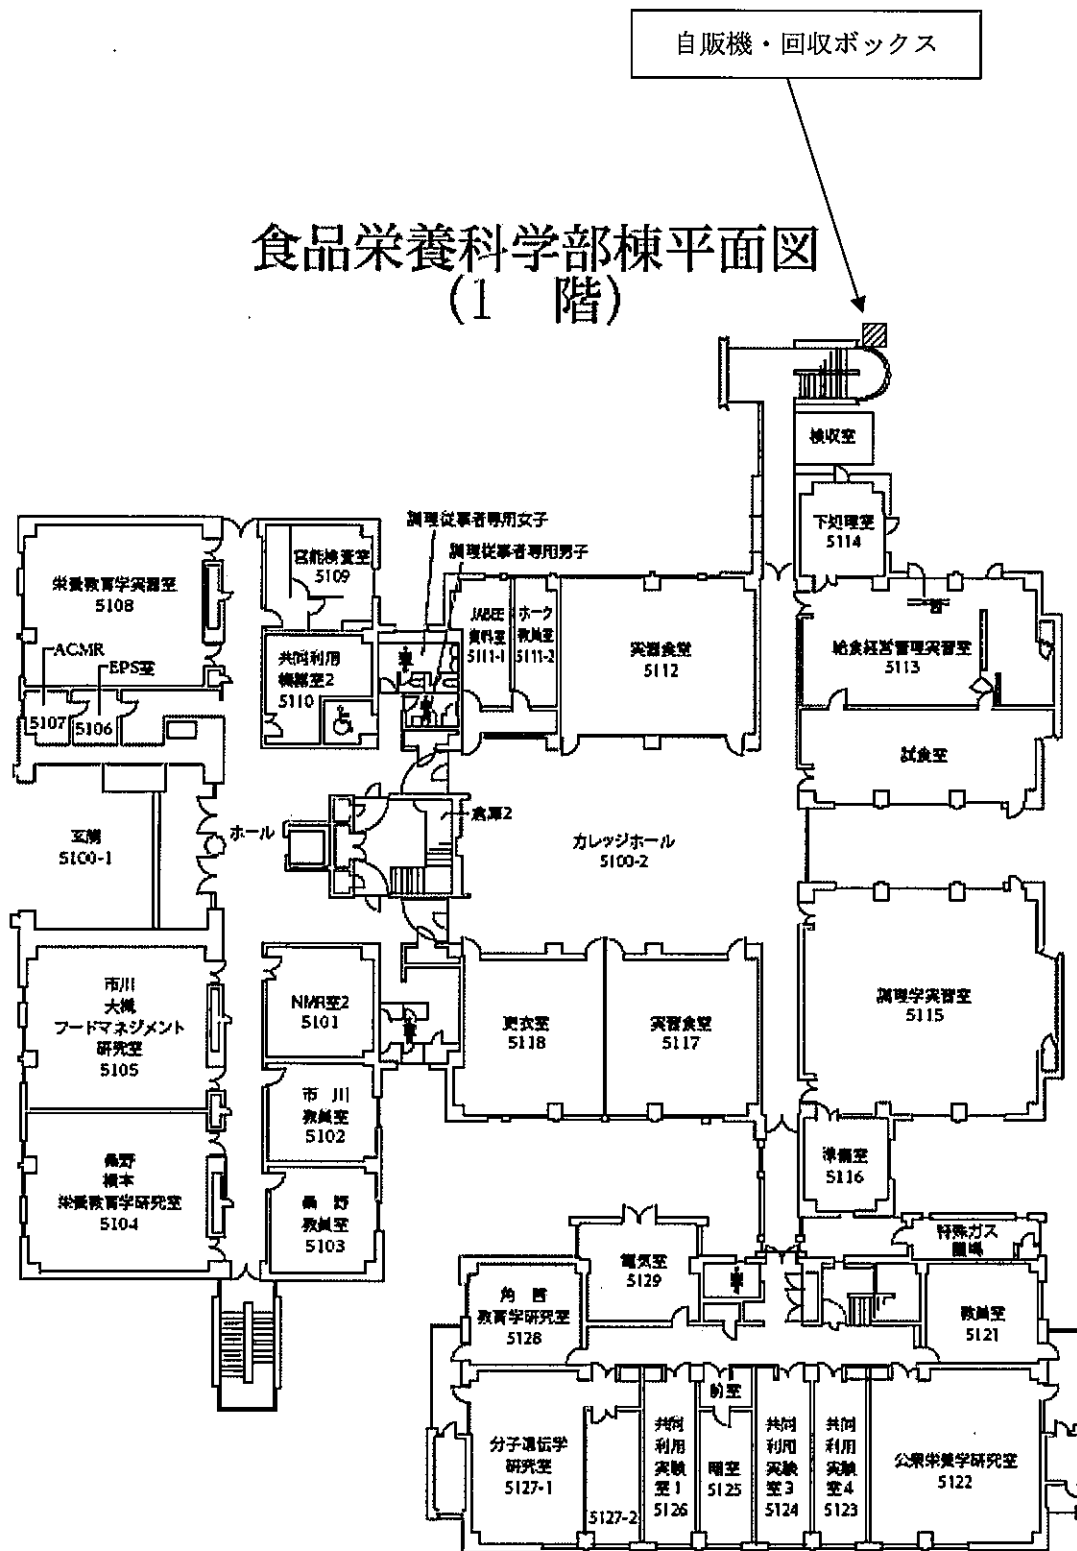 自販機・回収ボックス
食品栄養科学部棟平面図
(1 階)
検収室
下処理室
5114
調理従事者専用女子
調理従事者専用男子
栄養教育学実習室
5108
官能検査室
5109
JABEE
資料室
5111-1
ホーク
教員室
5111-2
実習食堂
5112
給食経営管理実習室
5113
ACMR
EPS室
5107
5106
共同利用
機器室2
5110
試食室
玄関
5100-1
ホール
倉庫2
カレッジホール
5100-2
市川
大槻
フードマネジメント
研究室
5105
NMR室2
5101
更衣室
5118
実習食堂
5117
調理学実習室
5115
市 川
教員室
5102
桑野
橋本
栄養教育学研究室
5104
桑 野
教員室
5103
準備室
5116
特殊ガス
置場
電気室
5129
角 替
教育学研究室
5128
教員室
5121
前室
分子遺伝学
研究室
5127-1
5127-2
共同
利用
実験
室1
5126
暗室
5125
共同
利用
実験
室3
5124
共同
利用
実験
室4
5123
公衆栄養学研究室
5122